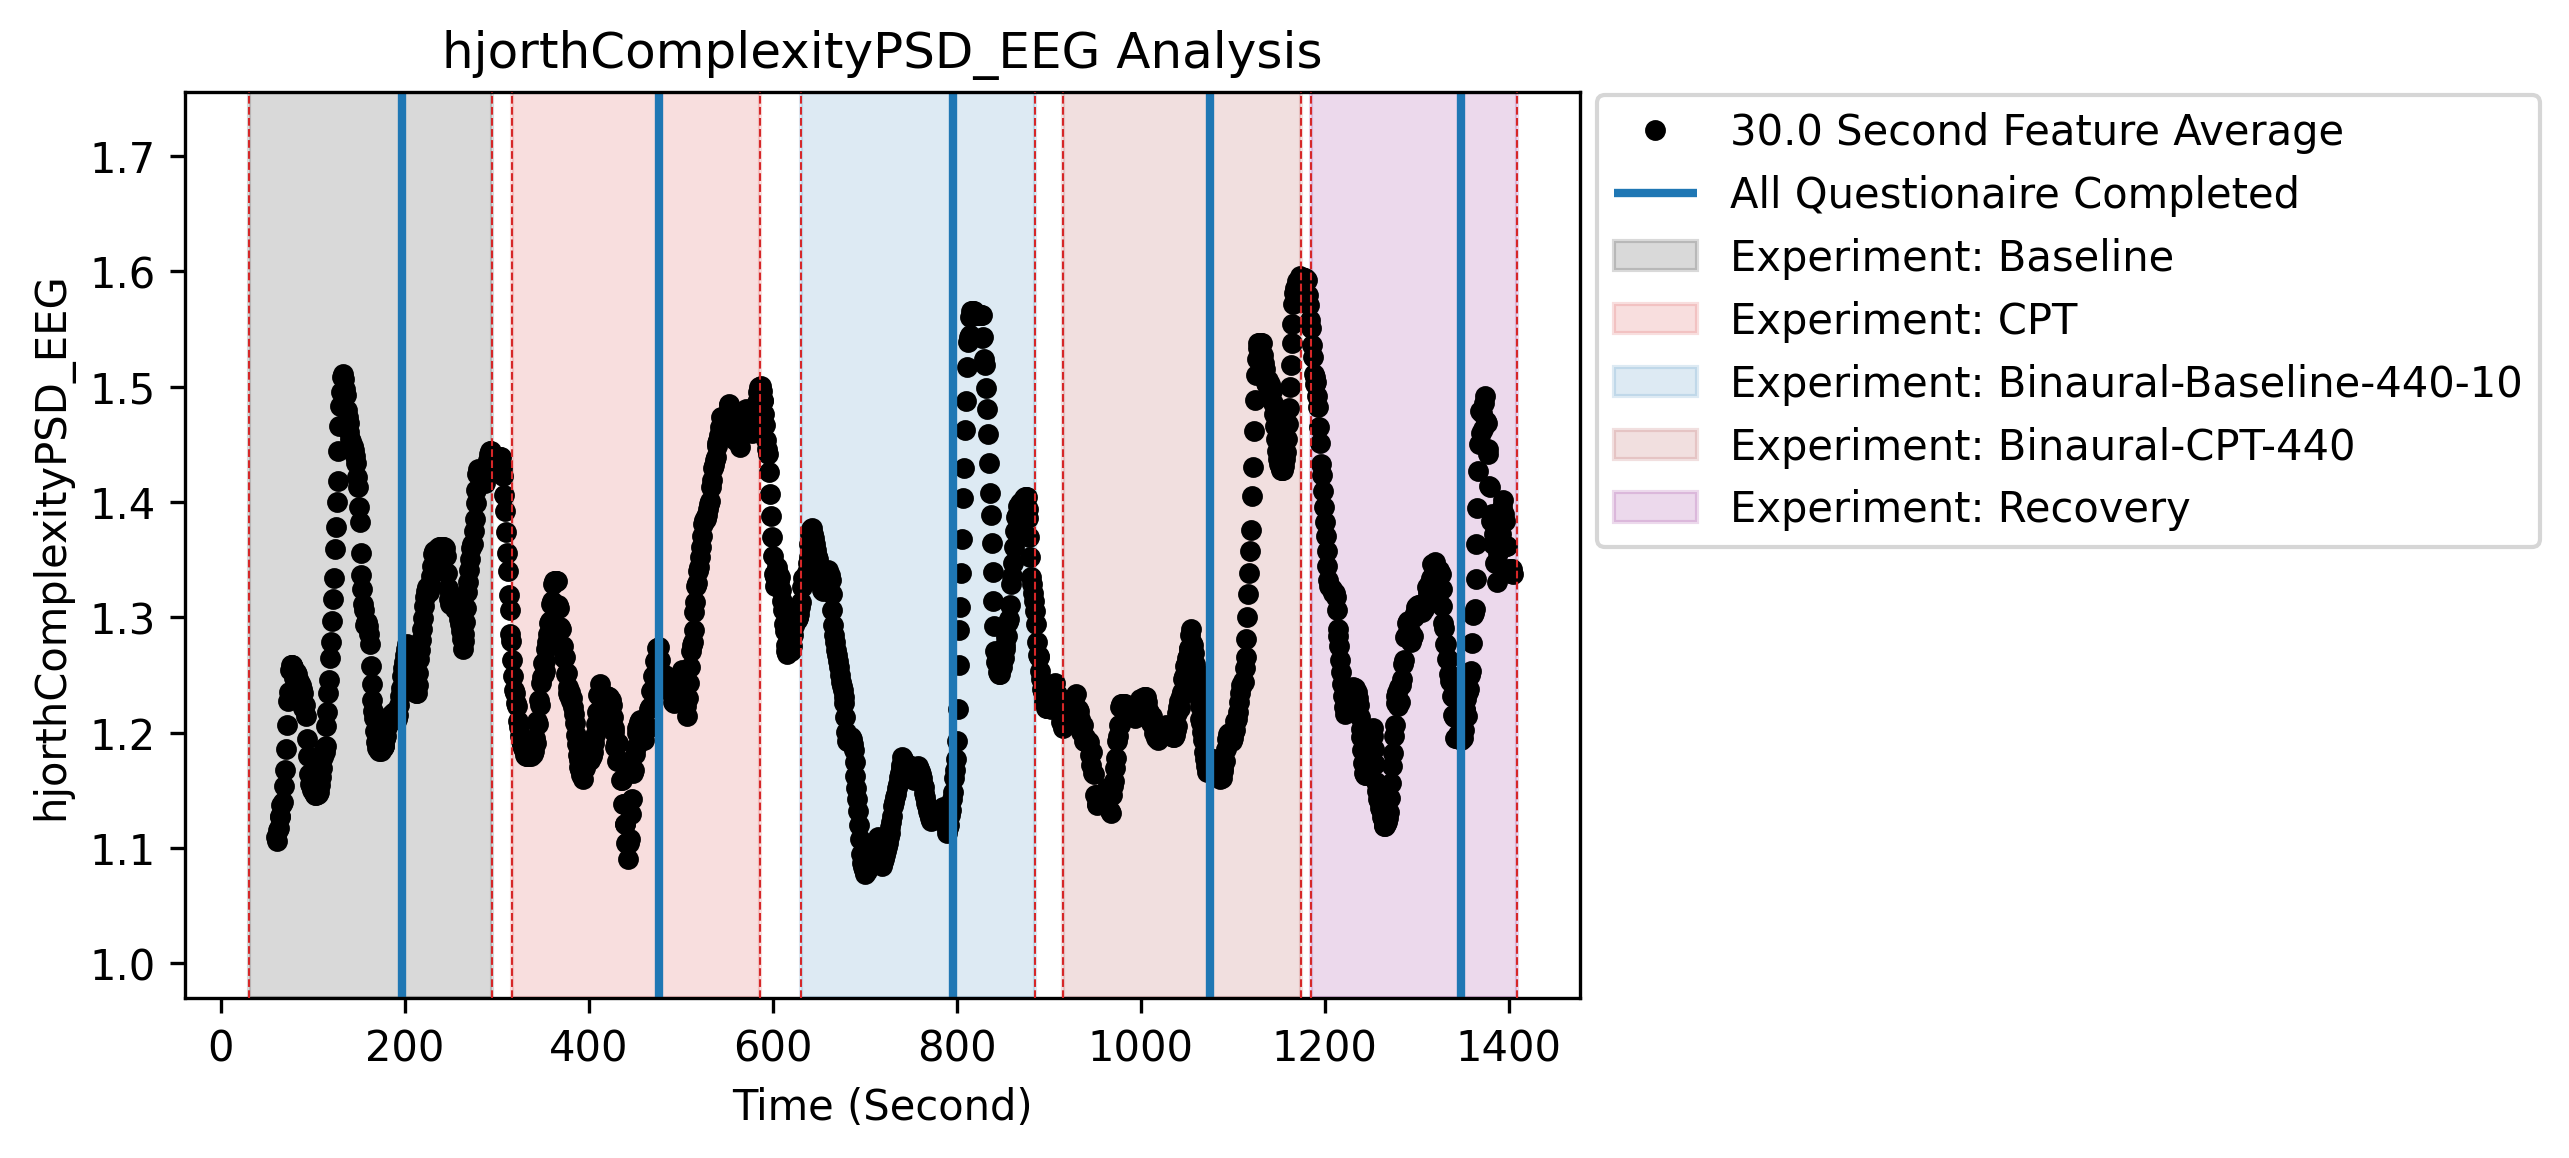 hjorthComplexityPSD_EEG Analysis
hjorthComplexityPSD_EEG
1.7
1.6
1.5
1.4
1.3
1.2
1.1
1.0
0 200 400 600 800 1000 1200 1400
Time (Second)
30.0 Second Feature Average
All Questionaire Completed
Experiment: Baseline
Experiment: CPT
Experiment: Binaural-Baseline-440-10
Experiment: Binaural-CPT-440
Experiment: Recovery